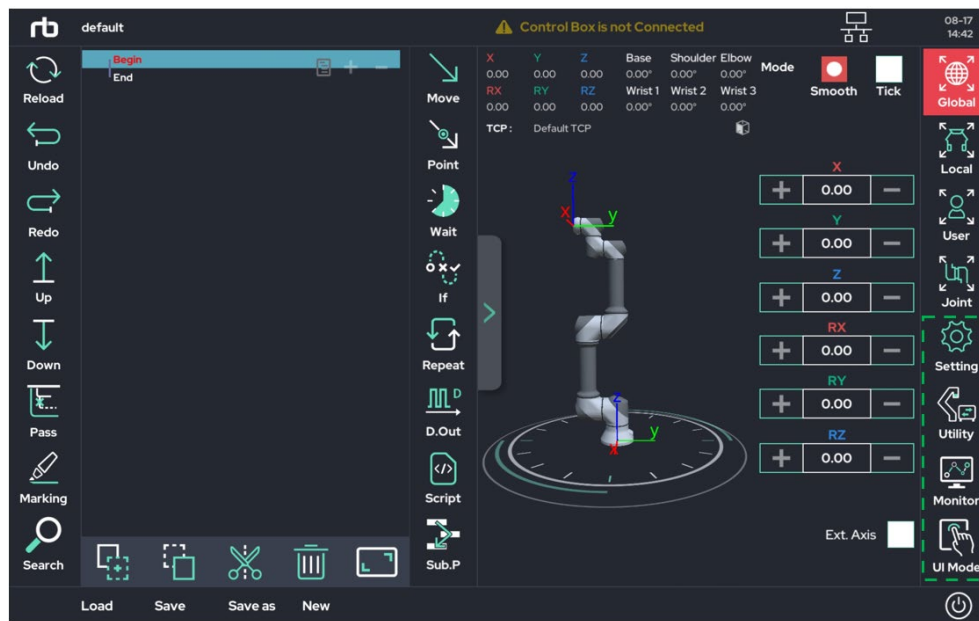 rb
default
Control Box is not Connected
08-17
14:42
Reload
Undo
Redo
Up
Down
Pass
Marking
Search
Begin
End
Load
Save
Save as
New
Move
Point
Wait
If
Repeat
D
D.Out
Script
Sub.P
X Y Z Base Shoulder Elbow
0.00 0.00 0.00 0.00° 0.00° 0.00°
RX RY RZ Wrist 1 Wrist 2 Wrist 3
0.00 0.00 0.00 0.00° 0.00° 0.00°
TCP : Default TCP
Mode
Smooth
Tick
z
x y
z
y
x
X
+ 0.00 −
Y
+ 0.00 −
Z
+ 0.00 −
RX
+ 0.00 −
RY
+ 0.00 −
RZ
+ 0.00 −
Ext. Axis
Global
Local
User
Joint
Setting
Utility
Monitor
UI Mode